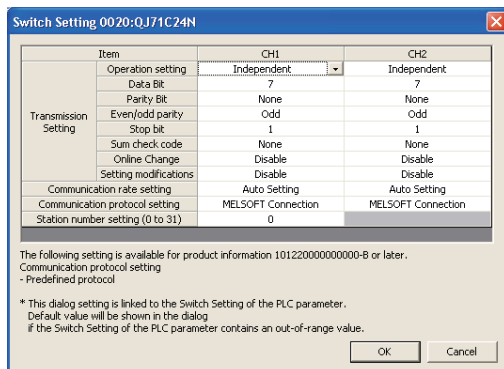 Switch Setting 0020:QJ71C24N
Item CH1 CH2
Transmission Setting
Operation setting Independent Independent
Data Bit 7 7
Parity Bit None None
Even/odd parity Odd Odd
Stop bit 1 1
Sum check code None None
Online Change Disable Disable
Setting modifications Disable Disable
Communication rate setting Auto Setting Auto Setting
Communication protocol setting MELSOFT Connection MELSOFT Connection
Station number setting (0 to 31) 0
The following setting is available for product information 101220000000000-B or later.
Communication protocol setting
- Predefined protocol
* This dialog setting is linked to the Switch Setting of the PLC parameter.
Default value will be shown in the dialog
if the Switch Setting of the PLC parameter contains an out-of-range value.
OK Cancel